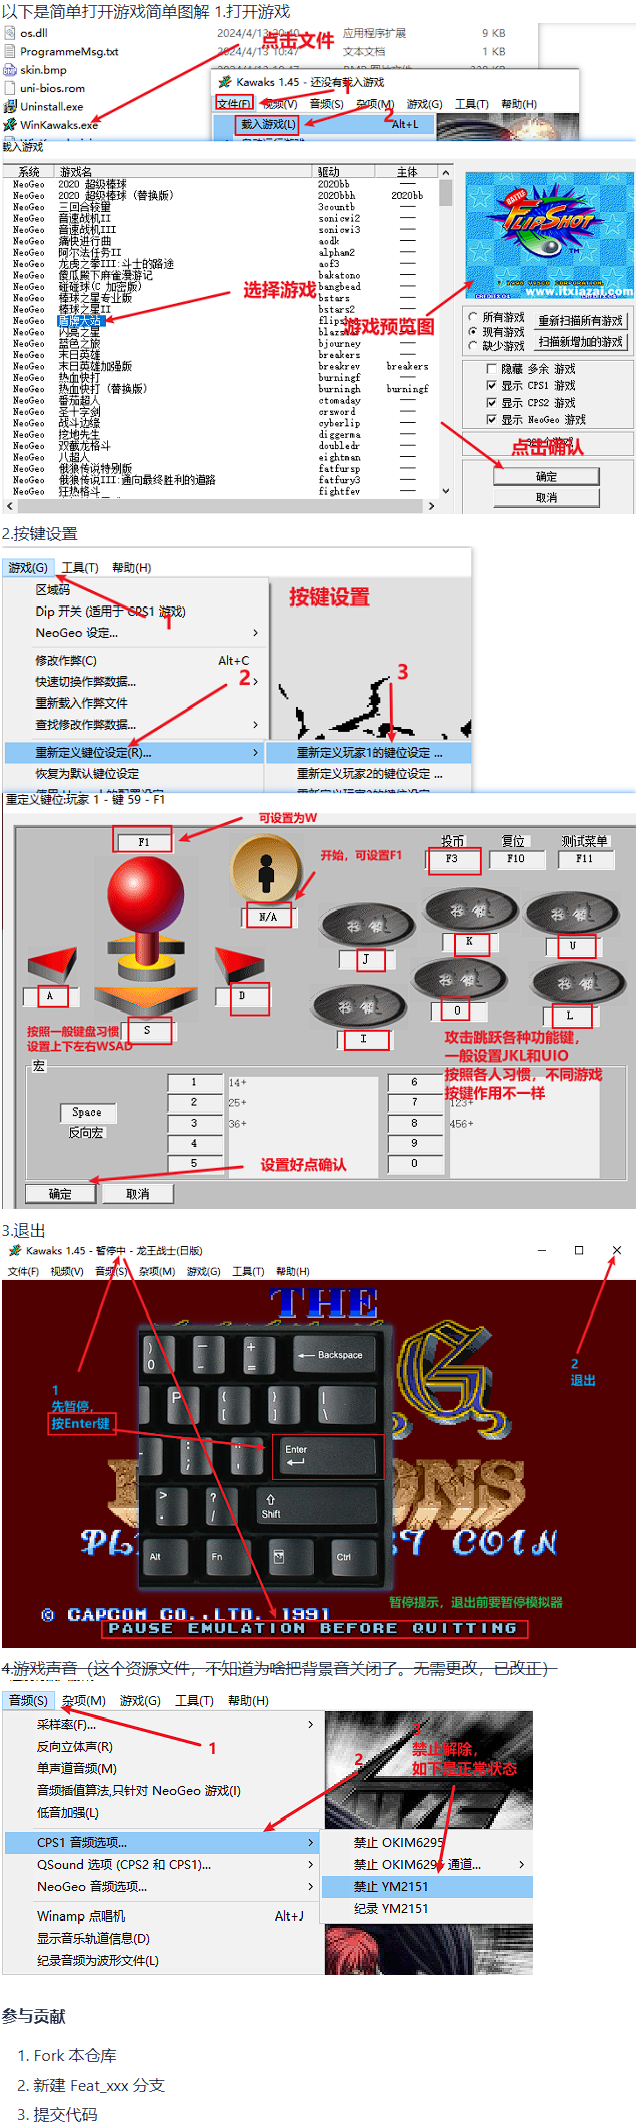 以下是简单打开游戏简单图解 1.打开游戏
os.dll 2024/4/13 20:40 应用程序扩展 9 KB
点击文件
ProgrammeMsg.txt 2024/4/13 10:47 文本文档 1 KB
skin.bmp
uni-bios.rom
Uninstall.exe
WinKawaks.exe
Kawaks 1.45 - 还没有载入游戏
文件(F) 视频(V) 音频(S) 杂项(M) 游戏(G) 工具(T) 帮助(H)
1
载入游戏(L) Alt+L
2
载入游戏
系统 游戏名 驱动 主体
NeoGeo 2020 超级棒球 2020bb
NeoGeo 2020 超级棒球 (替换版) 2020bbh 2020bb
NeoGeo 三国合较量 3countb
NeoGeo 音速战机II sonicwi2
NeoGeo 音速战机III sonicwi3
NeoGeo 痛快进行曲 aodk
NeoGeo 阿尔法任务II alpham2
NeoGeo 龙虎之拳III:斗士的路途 aof3
NeoGeo 傻瓜殿下麻雀漫游记 bakatono
NeoGeo 碰碰球(C 加密版) bangbead
NeoGeo 棒球之星专业版 bstars
NeoGeo 棒球之星II bstars2
NeoGeo 盾牌大战 flipsh
NeoGeo 闪亮之星 blazst
NeoGeo 蓝色之旅 bjourney
NeoGeo 末日英雄 breakers
NeoGeo 末日英雄加强版 breakrev breakers
NeoGeo 热血快打 burningf
NeoGeo 热血快打 (替换版) burningh burningf
NeoGeo 番茄超人 ctomaday
NeoGeo 圣十字剑 crsword
NeoGeo 战斗边缘 cyberlip
NeoGeo 挖地先生 diggerma
NeoGeo 双截龙格斗 doubledr
NeoGeo 八超人 eightman
NeoGeo 俄狼传说特别版 fatfursp
NeoGeo 俄狼传说III:通向最终胜利的道路 fatfury3
NeoGeo 狂热格斗 fightfev
选择游戏
BATTLE
FLIPSHOT
www.itxiazai.com
游戏预览图
所有游戏 重新扫描所有游戏
现有游戏
缺少游戏 扫描新增加的游戏
隐藏 多余 游戏
显示 CPS1 游戏
显示 CPS2 游戏
显示 NeoGeo 游戏
点击确认
确定
取消
2.按键设置
游戏(G) 工具(T) 帮助(H)
区域码
Dip 开关 (适用于 CPS1 游戏)
1
NeoGeo 设定...
按键设置
修改作弊(C) Alt+C
快速切换作弊数据...
2
3
重新载入作弊文件
查找修改作弊数据...
重新定义键位设定(R)... 重新定义玩家1的键位设定 ...
恢复为默认键位设定 重新定义玩家2的键位设定 ...
重定义键位:玩家 1 - 键 59 - F1
可设置为W
F1
开始，可设置F1
投币 复位 测试菜单
F3 F10 F11
N/A
J K U
A D
S
I O L
按照一般键盘习惯
设置上下左右WSAD
攻击跳跃各种功能键，
一般设置JKL和UIO
按照各人习惯，不同游戏
按键作用不一样
宏
1 14+ 6
2 25+ 7 123+
3 36+ 8 456+
4 9
5 0
Space
反向宏
设置好点确认
确定 取消
3.退出
Kawaks 1.45 - 暂停中 - 龙王战士(日版)
文件(F) 视频(V) 音频(S) 杂项(M) 游戏(G) 工具(T) 帮助(H)
THE
1
先暂停，
按Enter键
2
退出
Backspace
Enter
Shift
Alt Fn Ctrl
暂停提示，退出前要暂停模拟器
© CAPCOM CO.,LTD. 1991
PAUSE EMULATION BEFORE QUITTING
4.游戏声音（这个资源文件，不知道为啥把背景音关闭了。无需更改，已改正）
音频(S) 杂项(M) 游戏(G) 工具(T) 帮助(H)
采样率(F)...
反向立体声(R)
1
单声道音频(M)
音频插值算法,只针对 NeoGeo 游戏(I)
低音加强(L)
2
3
禁止解除，
如下是正常状态
CPS1 音频选项... 禁止 OKIM6295
QSound 选项 (CPS2 和 CPS1)... 禁止 OKIM6295 通道...
NeoGeo 音频选项... 禁止 YM2151
纪录 YM2151
Winamp 点唱机 Alt+J
显示音乐轨道信息(D)
纪录音频为波形文件(L)
参与贡献
1. Fork 本仓库
2. 新建 Feat_xxx 分支
3. 提交代码